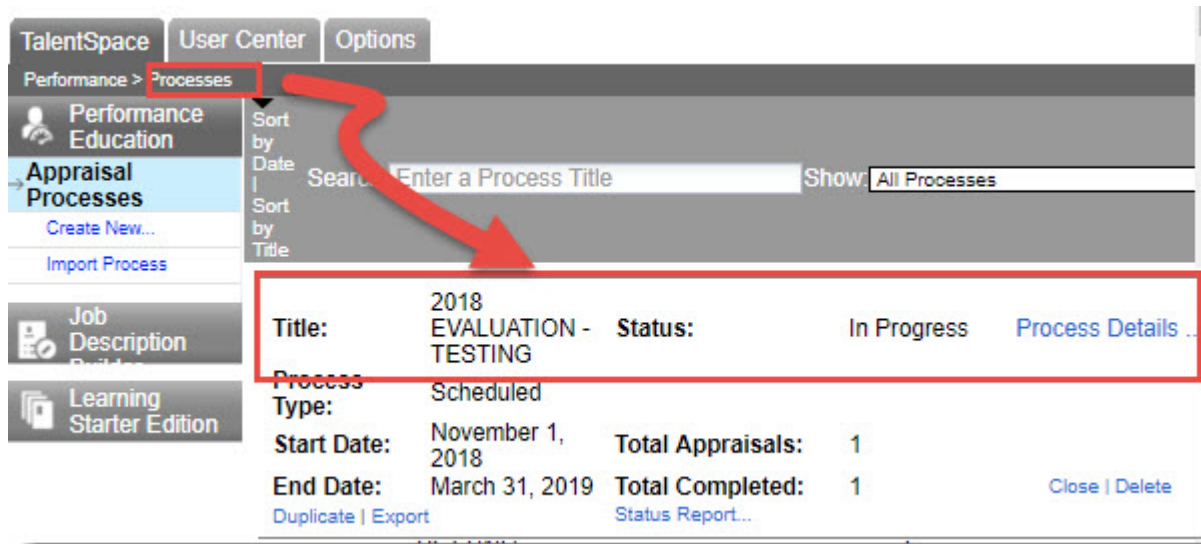 TalentSpace User Center Options
Performance > Processes
Performance
Education
Appraisal
Processes
Create New...
Import Process
Job
Description
Learning
Starter Edition
Sort
by
Date
|
Sort
by
Title
Enter a Process Title
Show: All Processes
Title: 2018 EVALUATION - TESTING Status: In Progress Process Details ..
Process Type: Scheduled
Start Date: November 1, 2018 Total Appraisals: 1
End Date: March 31, 2019 Total Completed: 1 Close | Delete
Duplicate | Export Status Report...